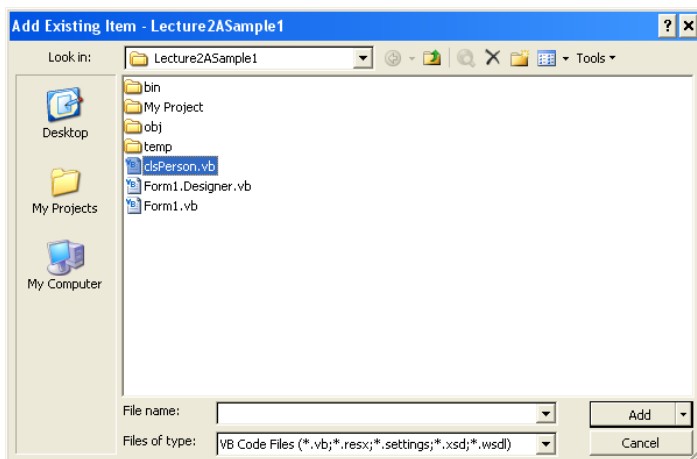 Add Existing Item - Lecture2ASample1
Look in:
Lecture2ASample1
Tools
Desktop
My Projects
My Computer
bin
My Project
obj
temp
clsPerson.vb
Form1.Designer.vb
Form1.vb
File name:
Add
Files of type:
VB Code Files (*.vb;*.resx;*.settings;*.xsd;*.wsdl)
Cancel